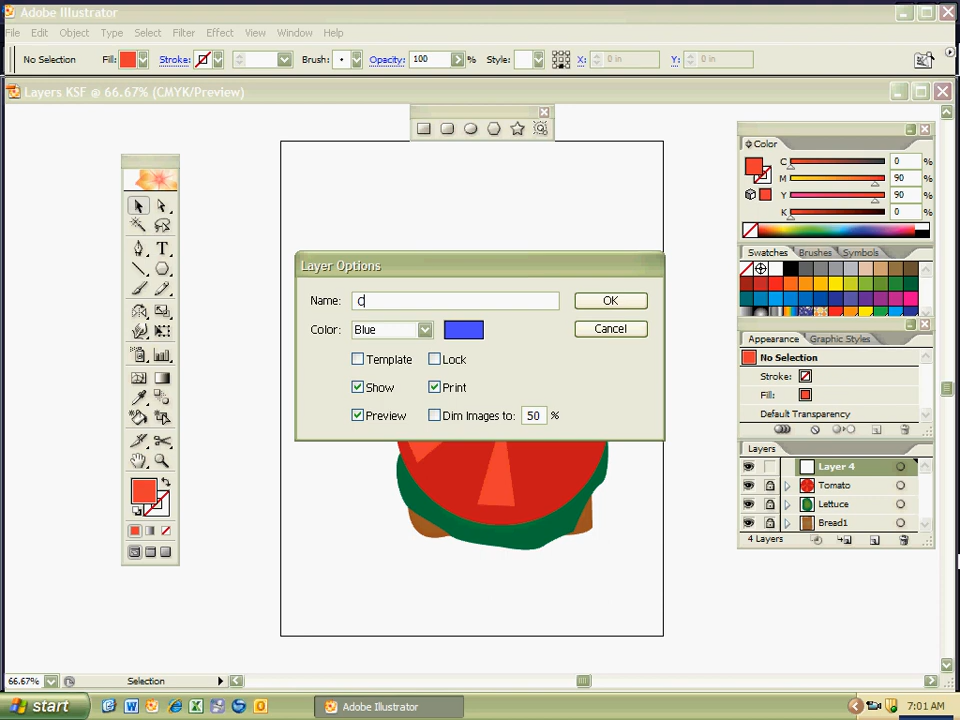 Adobe Illustrator
File Edit Object Type Select Filter Effect View Window Help
No Selection Fill: Stroke: Brush: Opacity: 100 % Style: X: 0 in Y: 0 in
Layers KSF @ 66.67% (CMYK/Preview)
Color
C 0 %
M 90 %
Y 90 %
K 0 %
Swatches Brushes Symbols
Appearance Graphic Styles
No Selection
Stroke:
Fill:
Default Transparency
Layers
Layer 4
Tomato
Lettuce
Bread1
4 Layers
Layer Options
Name: C OK
Color: Blue Cancel
Template Lock
Show Print
Preview Dim Images to: 50 %
66.67% Selection
start Adobe Illustrator 7:01 AM